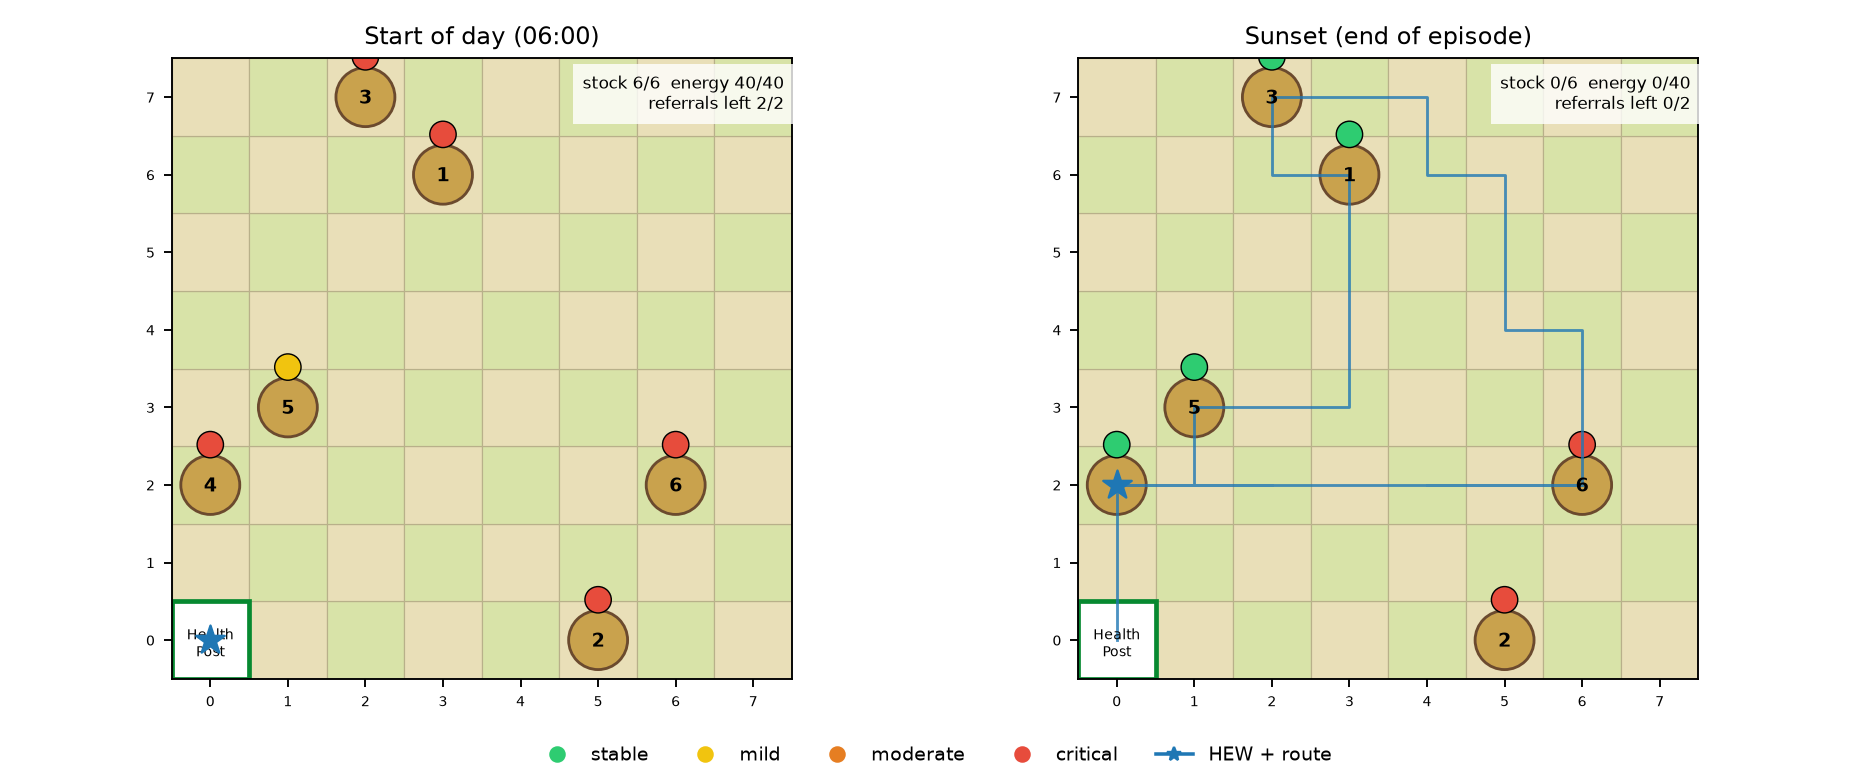 Start of day (06:00)
stock 6/6 energy 40/40
referrals left 2/2
7
6
5
4
3
2
1
0
3
1
5
4
6
2
Health
Post
0 1 2 3 4 5 6 7
Sunset (end of episode)
stock 0/6 energy 0/40
referrals left 0/2
7
6
5
4
3
2
1
0
3
1
5
6
2
Health
Post
0 1 2 3 4 5 6 7
stable mild moderate critical HEW + route